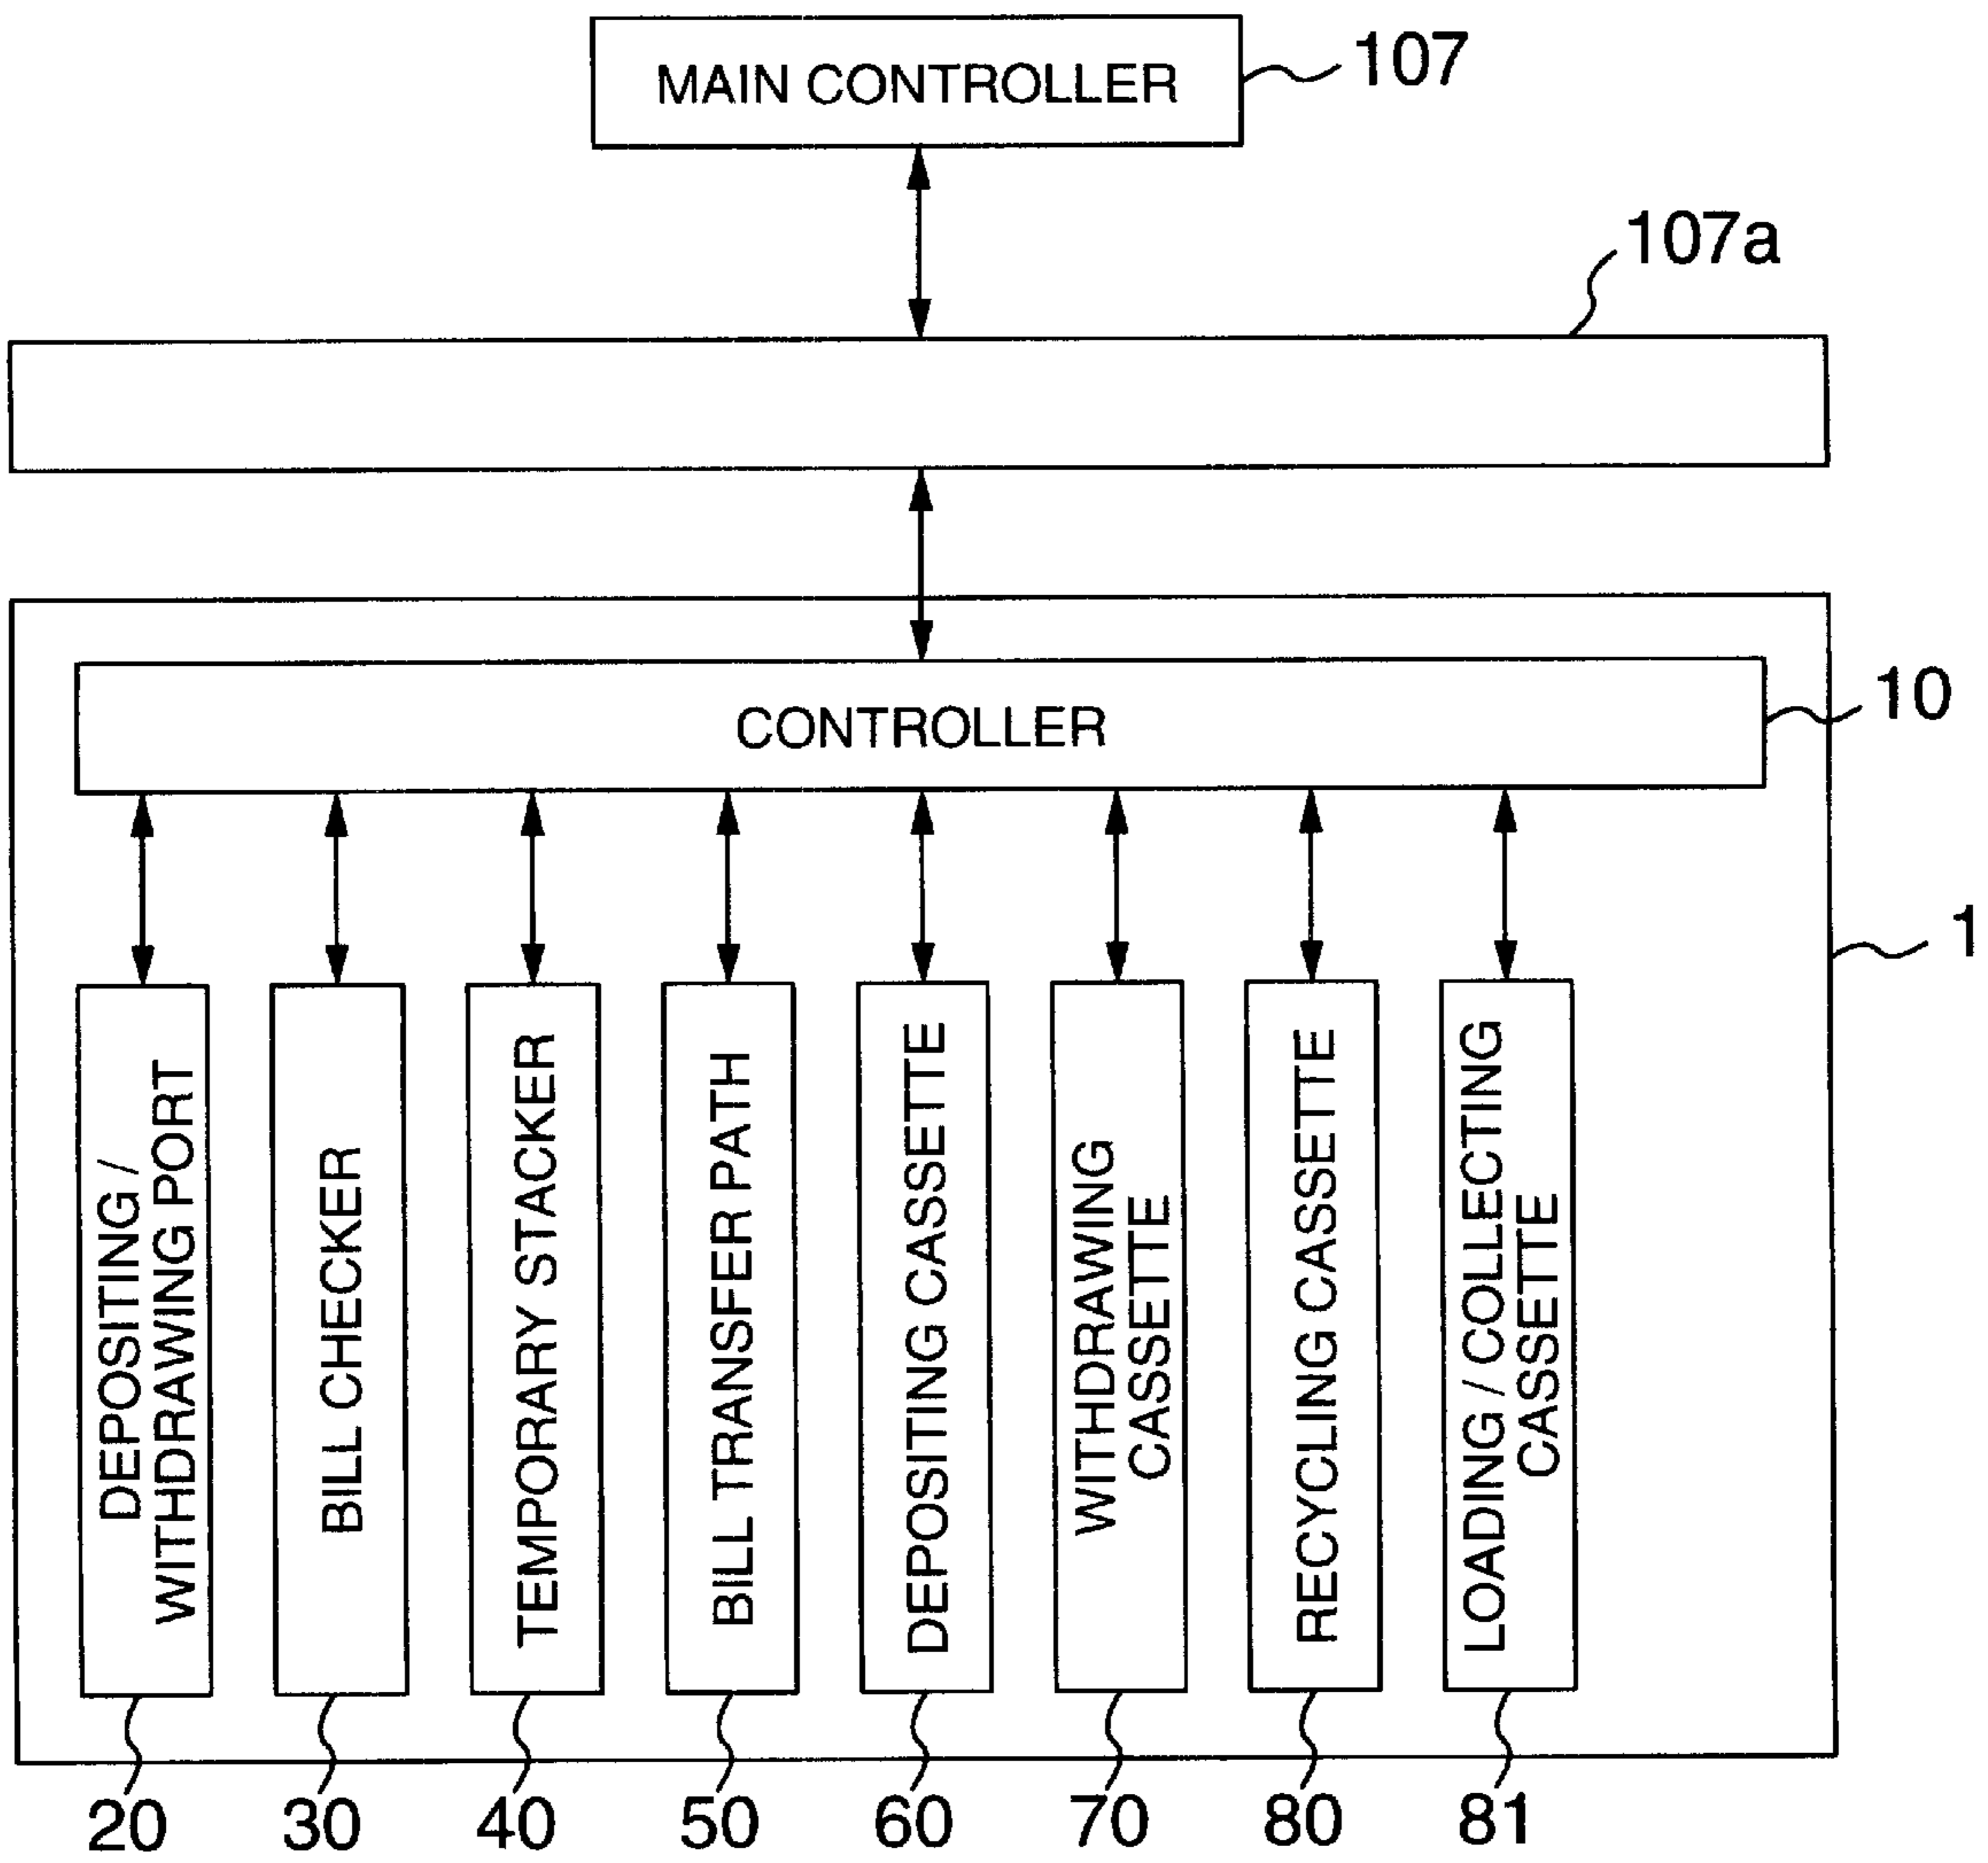 MAIN CONTROLLER
107
107a
CONTROLLER
10
1
DEPOSITING /
WITHDRAWING PORT
BILL CHECKER
TEMPORARY STACKER
BILL TRANSFER PATH
DEPOSITING CASSETTE
WITHDRAWING
CASSETTE
RECYCLING CASSETTE
LOADING / COLLECTING
CASSETTE
20
30
40
50
60
70
80
81